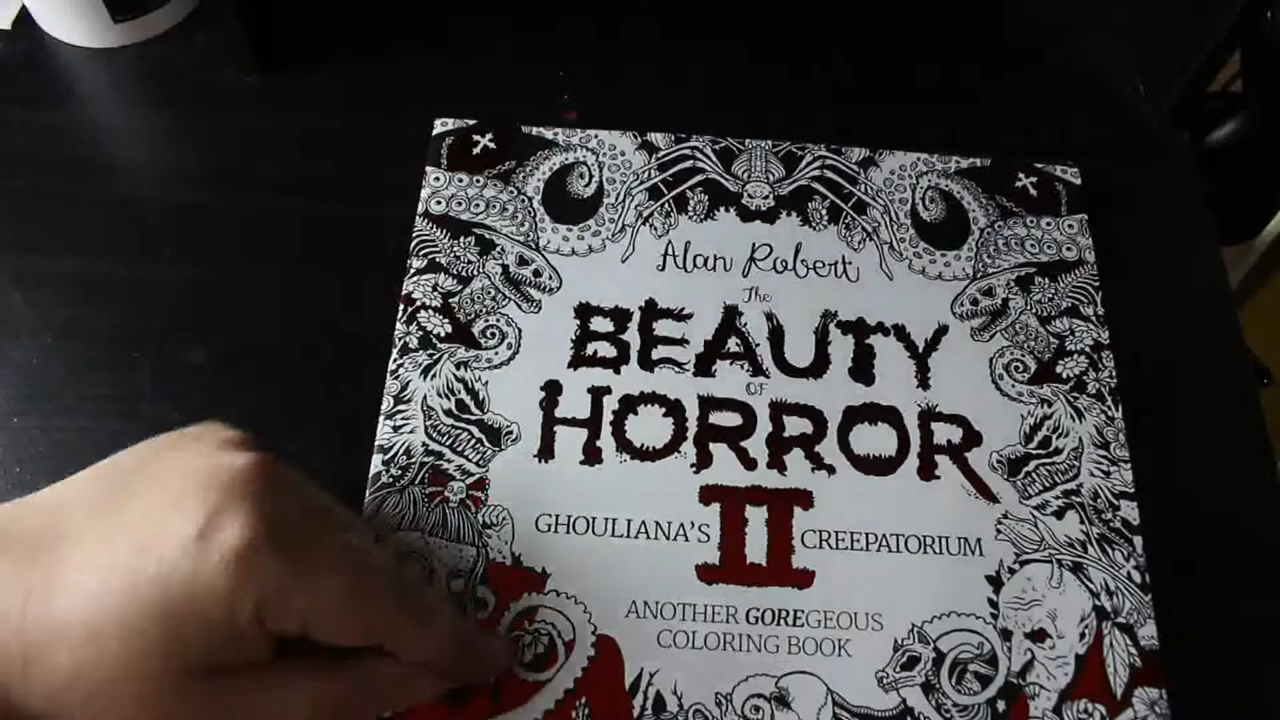 Alan Robert
The
BEAUTY
OF
HORROR
II
GHOULIANA'S CREEPATORIUM
ANOTHER GOREGEOUS
COLORING BOOK